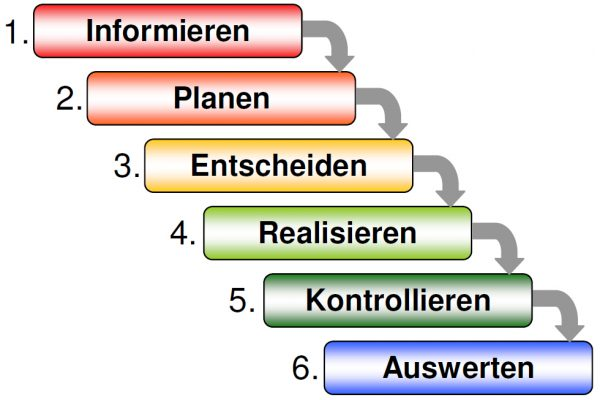 1. Informieren
2. Planen
3. Entscheiden
4. Realisieren
5. Kontrollieren
6. Auswerten